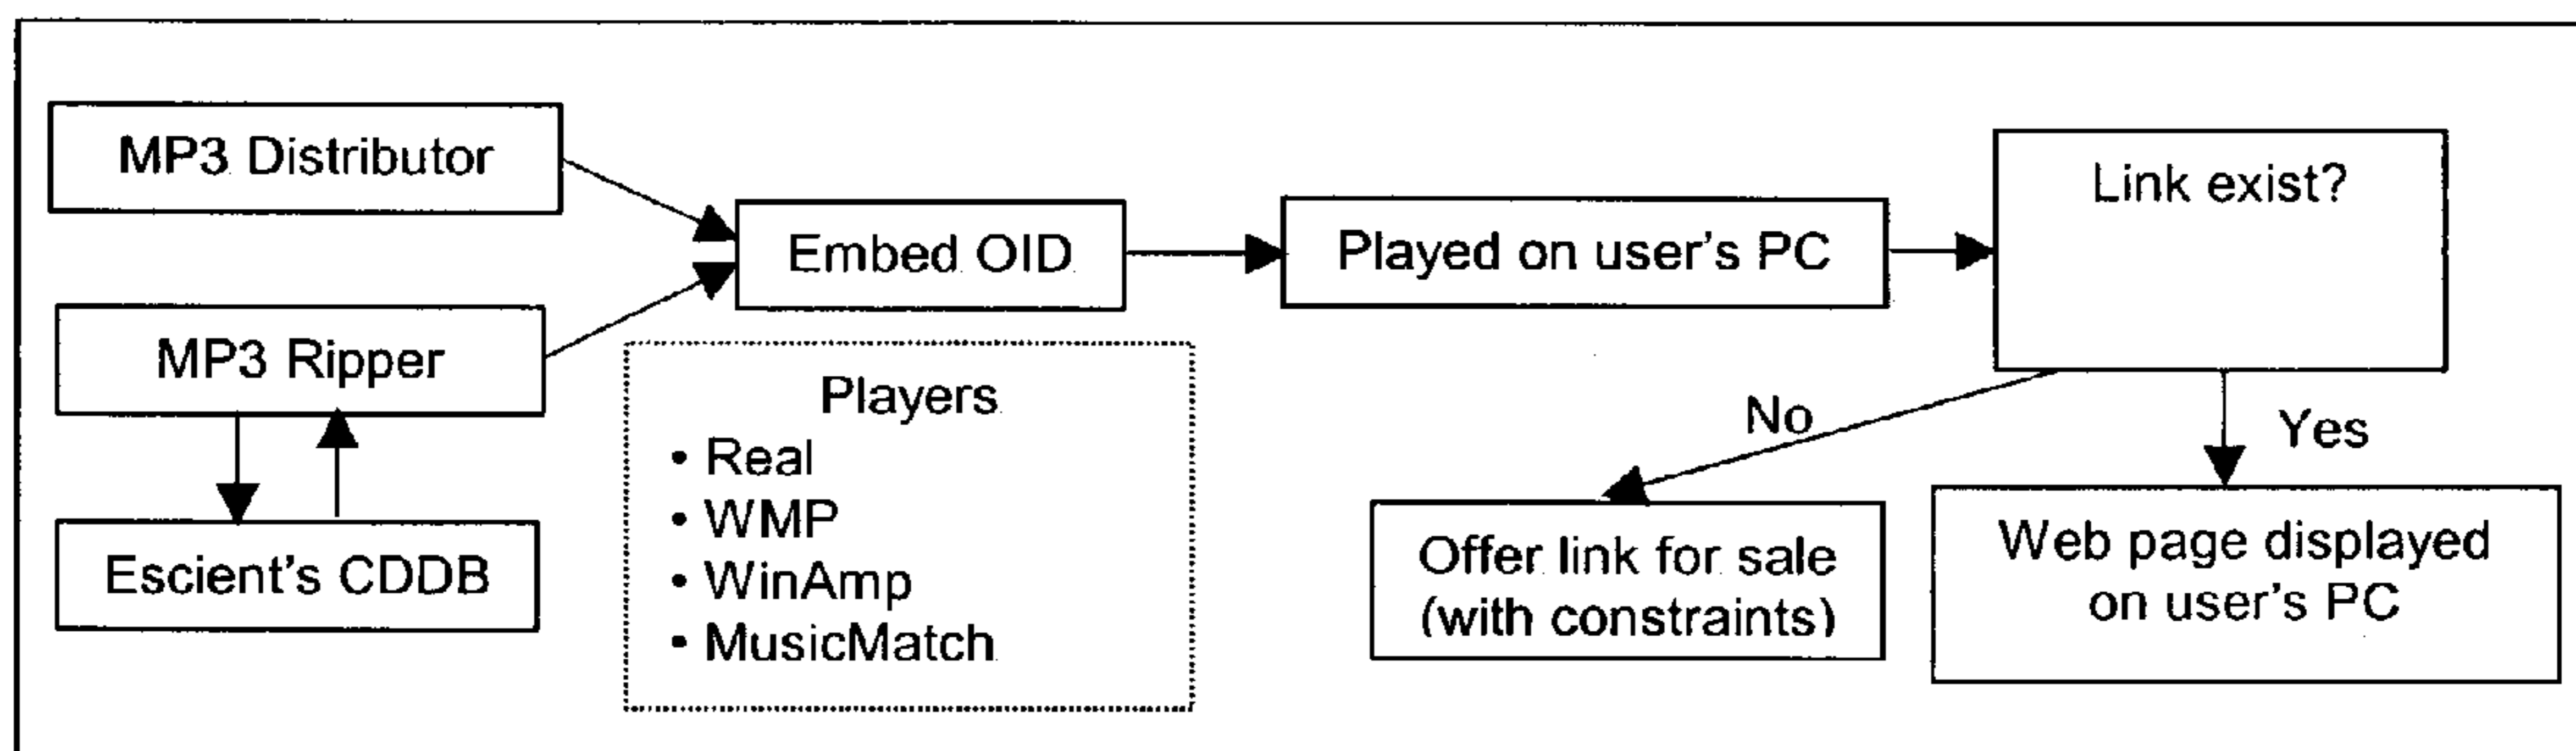 MP3 Distributor
MP3 Ripper
Escient's CDDB
Embed OID
Players
• Real
• WMP
• WinAmp
• MusicMatch
Played on user's PC
Link exist?
No
Yes
Offer link for sale
(with constraints)
Web page displayed
on user's PC